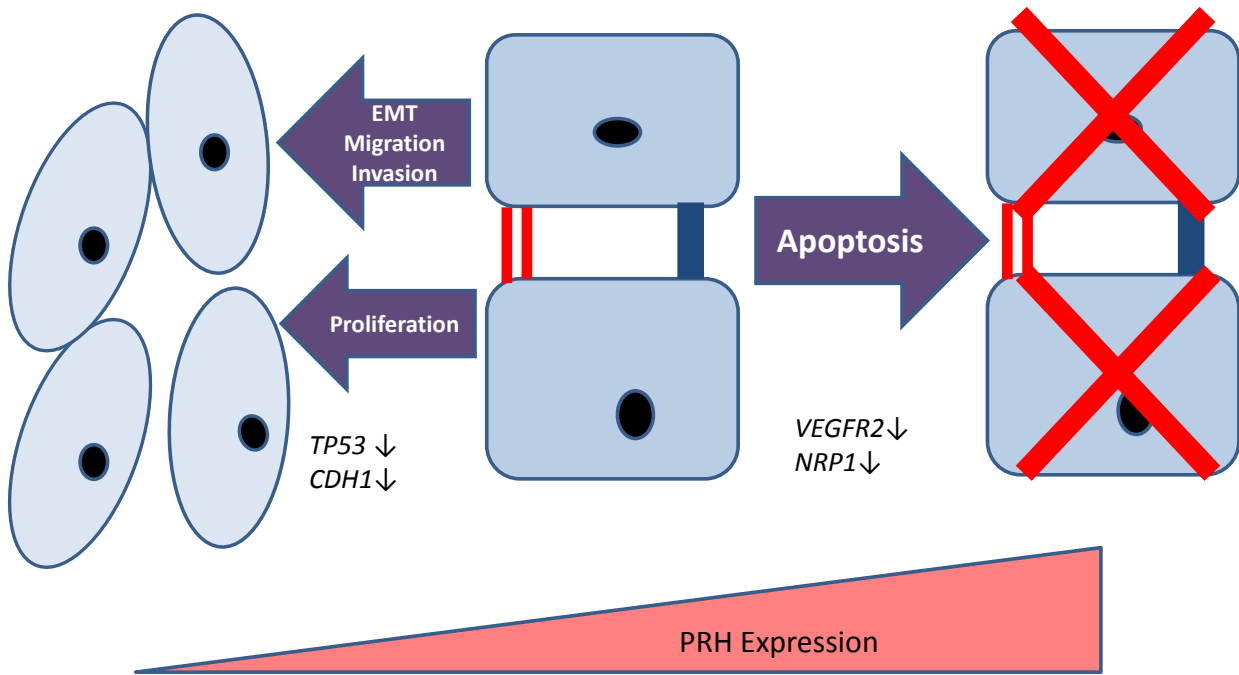 EMT
Migration
Invasion
Apoptosis
Proliferation
TP53 ↓
CDH1↓
VEGFR2↓
NRP1↓
PRH Expression